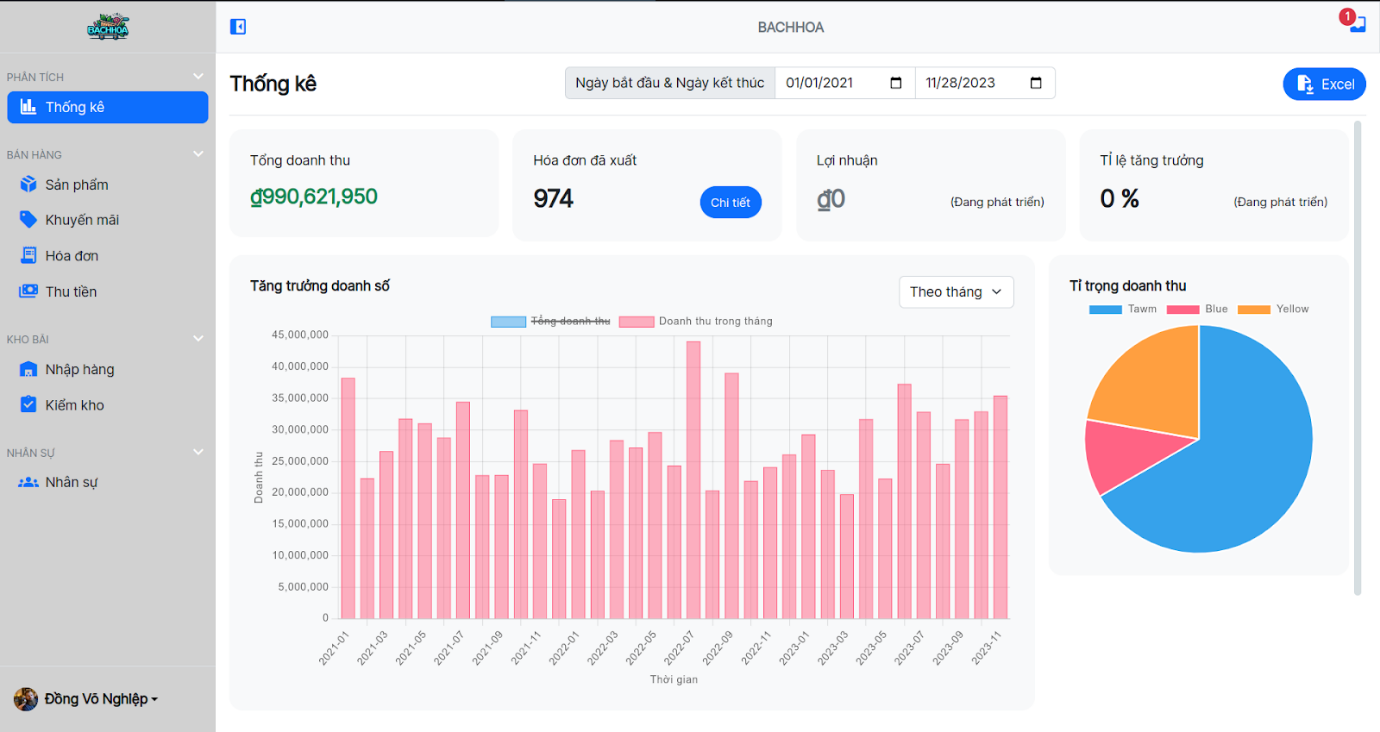 BACHHOA
BACHHOA
1
PHÂN TÍCH
Thống kê
BÁN HÀNG
Sản phẩm
Khuyến mãi
Hóa đơn
Thu tiền
KHO BÃI
Nhập hàng
Kiểm kho
NHÂN SỰ
Nhân sự
Đồng Võ Nghiệp
Thống kê
Ngày bắt đầu & Ngày kết thúc 01/01/2021 11/28/2023
Excel
Tổng doanh thu
₫990,621,950
Hóa đơn đã xuất
974
Chi tiết
Lợi nhuận
₫0
(Đang phát triển)
Tỉ lệ tăng trưởng
0 %
(Đang phát triển)
Tăng trưởng doanh số
Theo tháng
Tổng doanh thu Doanh thu trong tháng
45,000,000
40,000,000
35,000,000
30,000,000
25,000,000
20,000,000
15,000,000
10,000,000
5,000,000
0
Doanh thu
2021-01 2021-03 2021-05 2021-07 2021-09 2021-11 2022-01 2022-03 2022-05 2022-07 2022-09 2022-11 2023-01 2023-03 2023-05 2023-07 2023-09 2023-11
Thời gian
Tỉ trọng doanh thu
Tawm Blue Yellow